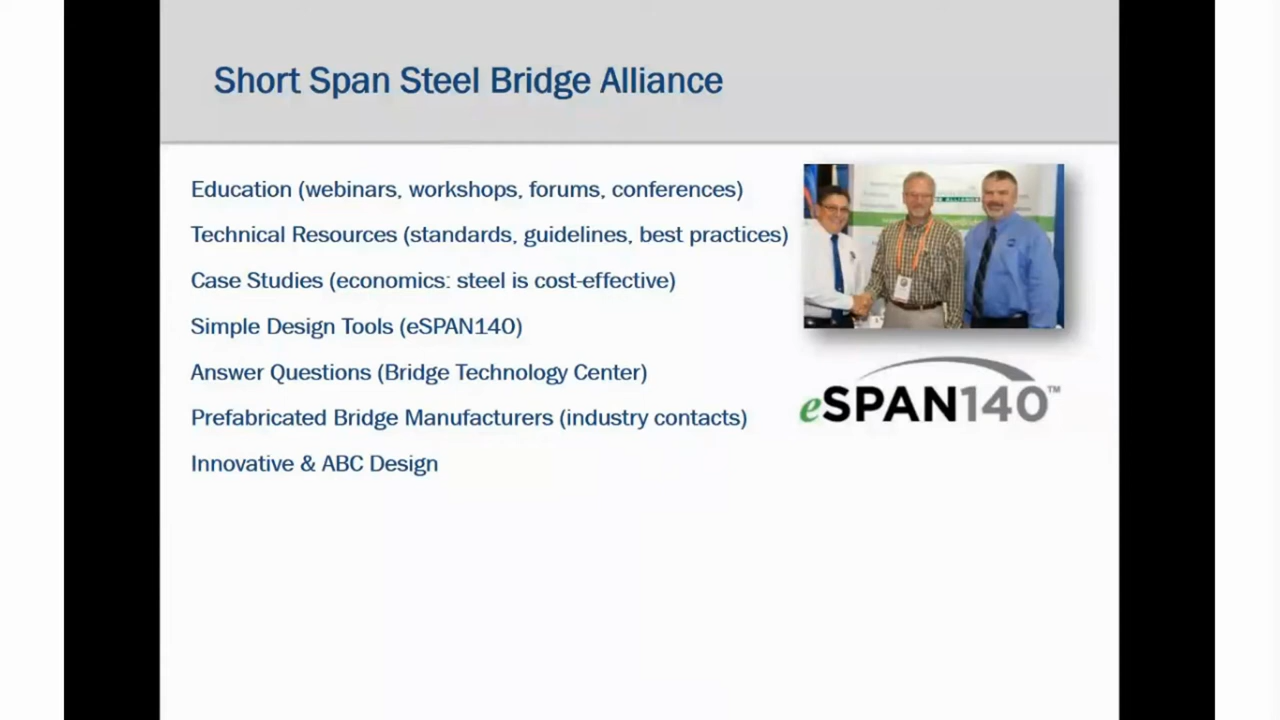 Short Span Steel Bridge Alliance
Education (webinars, workshops, forums, conferences)
Technical Resources (standards, guidelines, best practices)
Case Studies (economics: steel is cost-effective)
Simple Design Tools (eSPAN140)
Answer Questions (Bridge Technology Center)
Prefabricated Bridge Manufacturers (industry contacts)
Innovative & ABC Design
ALLIANCE
eSPAN140™